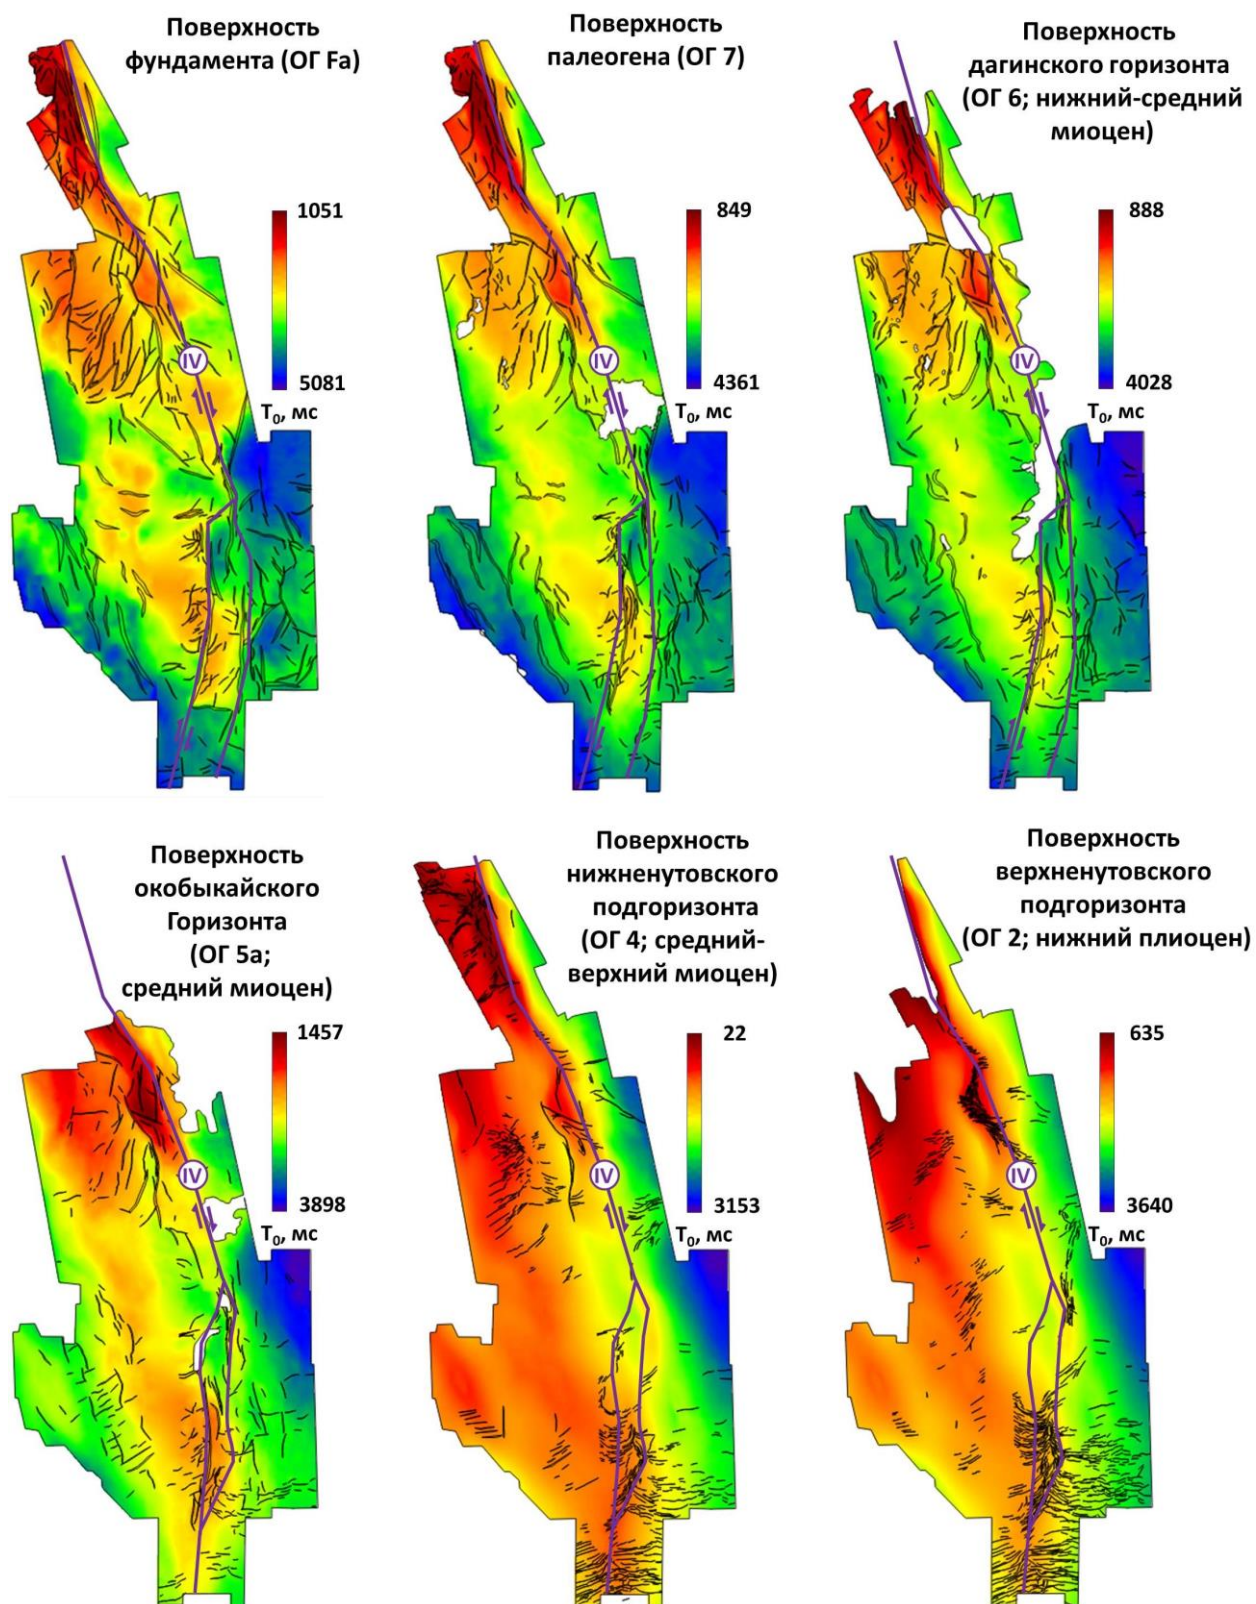 Поверхность
фундамента (ОГ Fa)
1051
5081
T₀, мс
IV
Поверхность
палеогена (ОГ 7)
849
4361
T₀, мс
IV
Поверхность
дагинского горизонта
(ОГ 6; нижний-средний
миоцен)
888
4028
T₀, мс
IV
Поверхность
окобыкайского
Горизонта
(ОГ 5а;
средний миоцен)
1457
3898
T₀, мс
IV
Поверхность
нижненутовского
подгоризонта
(ОГ 4; средний-
верхний миоцен)
22
3153
T₀, мс
IV
Поверхность
верхненутовского
подгоризонта
(ОГ 2; нижний плиоцен)
635
3640
T₀, мс
IV